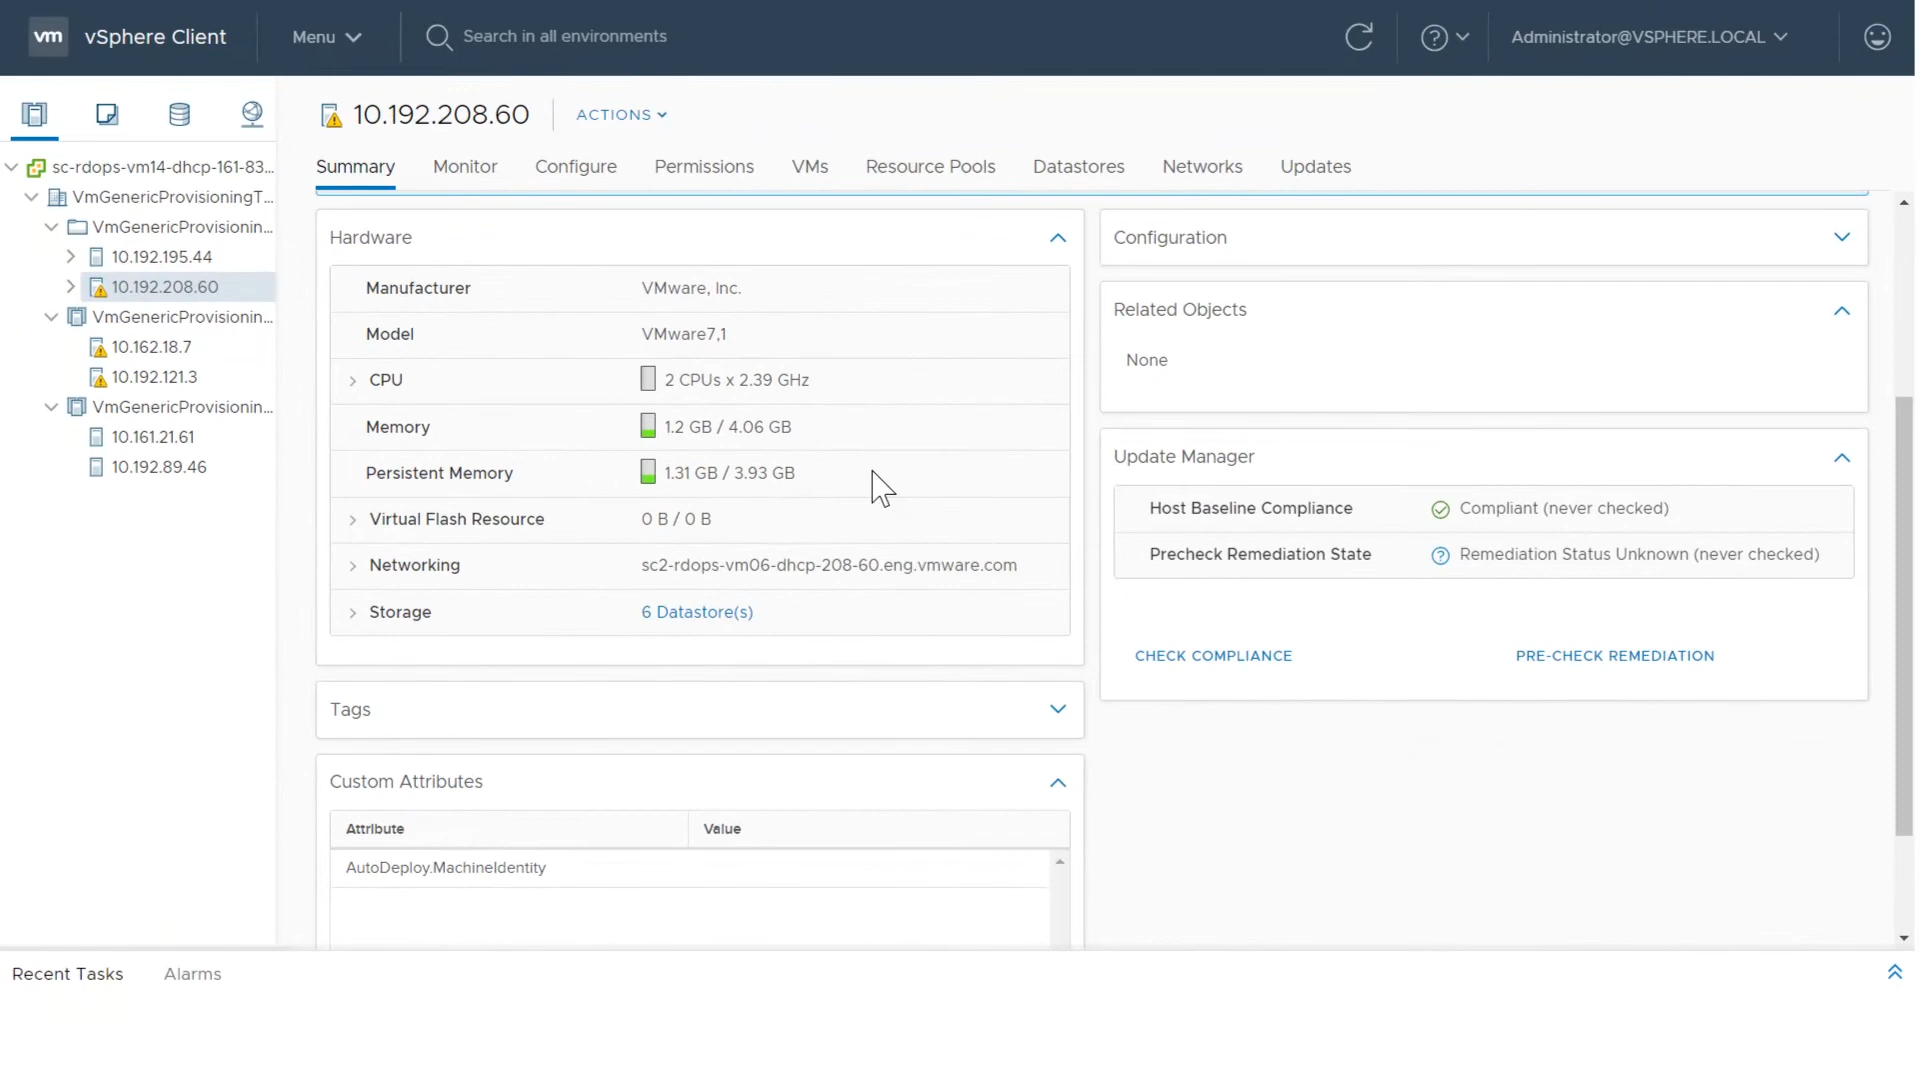 vm vSphere Client Menu Search in all environments Administrator@VSPHERE.LOCAL
10.192.208.60 ACTIONS
Summary Monitor Configure Permissions VMs Resource Pools Datastores Networks Updates
sc-rdops-vm14-dhcp-161-83...
VmGenericProvisioningT...
VmGenericProvisionin...
10.192.195.44
10.192.208.60
VmGenericProvisionin...
10.162.18.7
10.192.121.3
VmGenericProvisionin...
10.161.21.61
10.192.89.46
Hardware
Manufacturer VMware, Inc.
Model VMware7,1
CPU 2 CPUs x 2.39 GHz
Memory 1.2 GB / 4.06 GB
Persistent Memory 1.31 GB / 3.93 GB
Virtual Flash Resource 0 B / 0 B
Networking sc2-rdops-vm06-dhcp-208-60.eng.vmware.com
Storage 6 Datastore(s)
Tags
Custom Attributes
Attribute Value
AutoDeploy.MachineIdentity
Configuration
Related Objects
None
Update Manager
Host Baseline Compliance Compliant (never checked)
Precheck Remediation State ? Remediation Status Unknown (never checked)
CHECK COMPLIANCE PRE-CHECK REMEDIATION
Recent Tasks Alarms